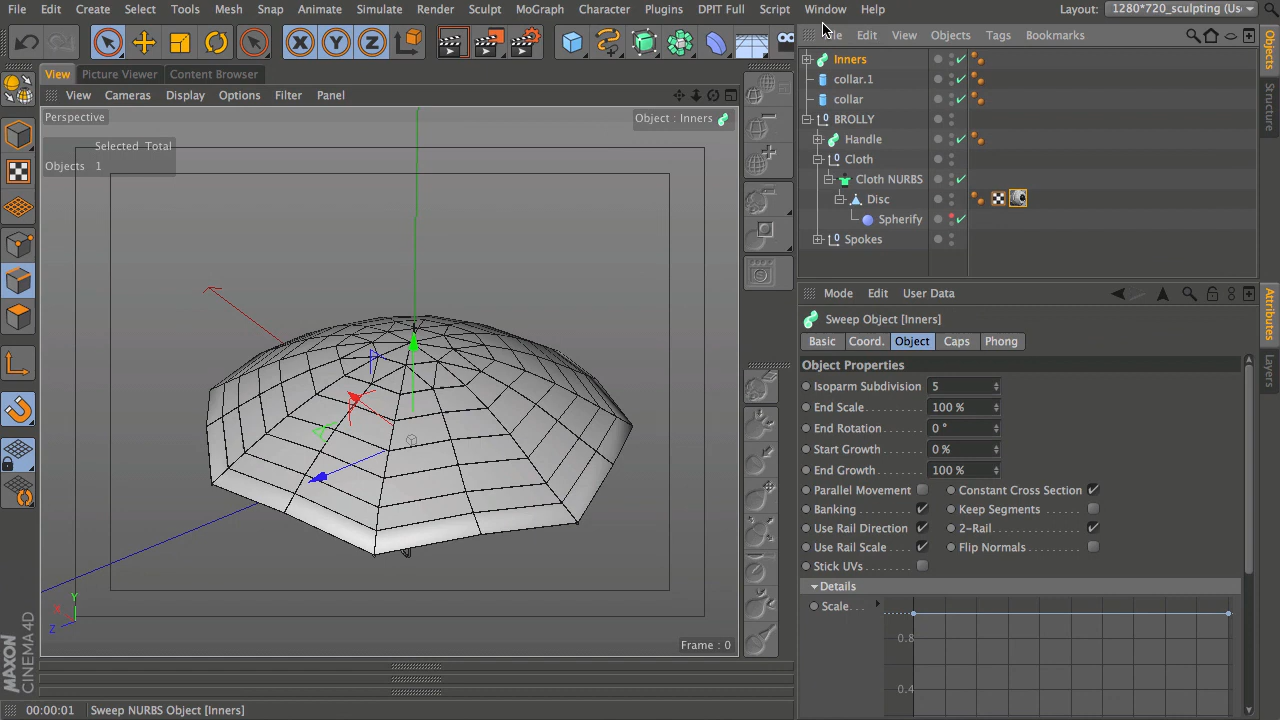 File Edit Create Select Tools Mesh Snap Animate Simulate Render Sculpt MoGraph Character Plugins DPIT Full Script Window Help Layout: 1280*720_sculpting (Us
File Edit View Objects Tags Bookmarks
View Picture Viewer Content Browser
View Cameras Display Options Filter Panel
Perspective
Object : Inners
Selected Total
Objects 1
Inners
collar.1
collar
BROLLY
Handle
Cloth
Cloth NURBS
Disc
Spherify
Spokes
Objects
Structure
Mode Edit User Data
Sweep Object [Inners]
Basic Coord. Object Caps Phong
Object Properties
Isoparm Subdivision 5
End Scale 100 %
End Rotation 0 °
Start Growth 0 %
End Growth 100 %
Parallel Movement Constant Cross Section
Banking Keep Segments
Use Rail Direction 2-Rail
Use Rail Scale Flip Normals
Stick UVs
Details
Scale
0.8
0.4
Attributes
Layers
Y
X
Z
Frame : 0
MAXON
CINEMA 4D
00:00:01 Sweep NURBS Object [Inners]